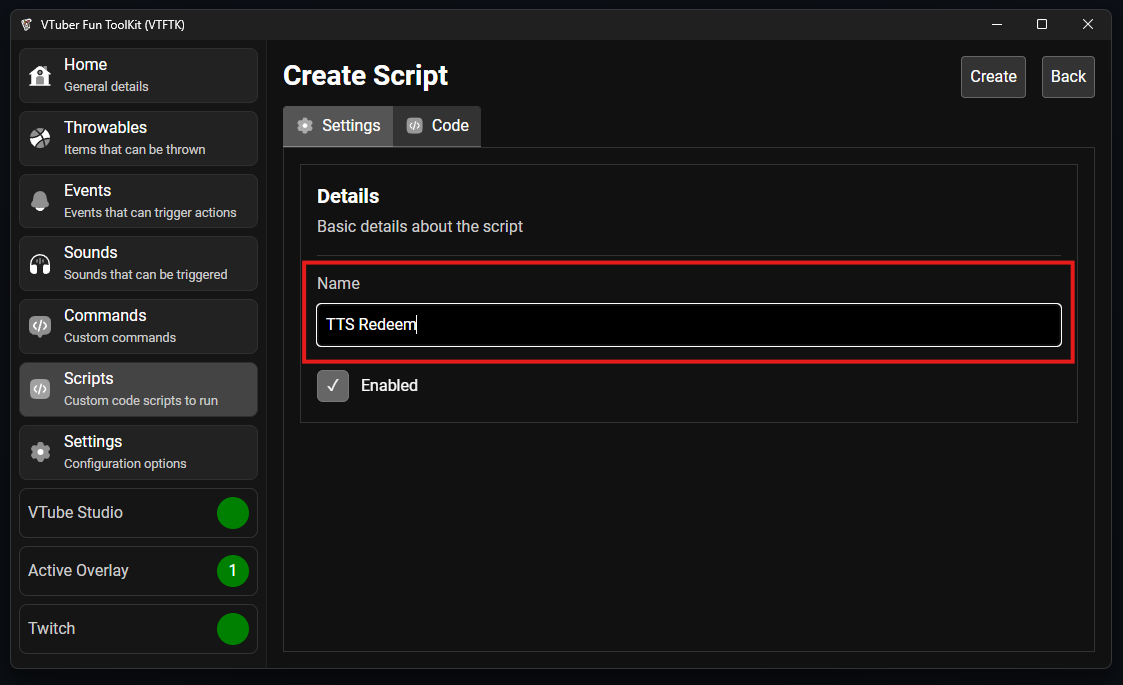 VTuber Fun ToolKit (VTFTK)
Home
General details
Throwables
Items that can be thrown
Events
Events that can trigger actions
Sounds
Sounds that can be triggered
Commands
Custom commands
Scripts
Custom code scripts to run
Settings
Configuration options
VTube Studio
Active Overlay 1
Twitch
Create Script
Create Back
Settings Code
Details
Basic details about the script
Name
TTS Redeem
Enabled